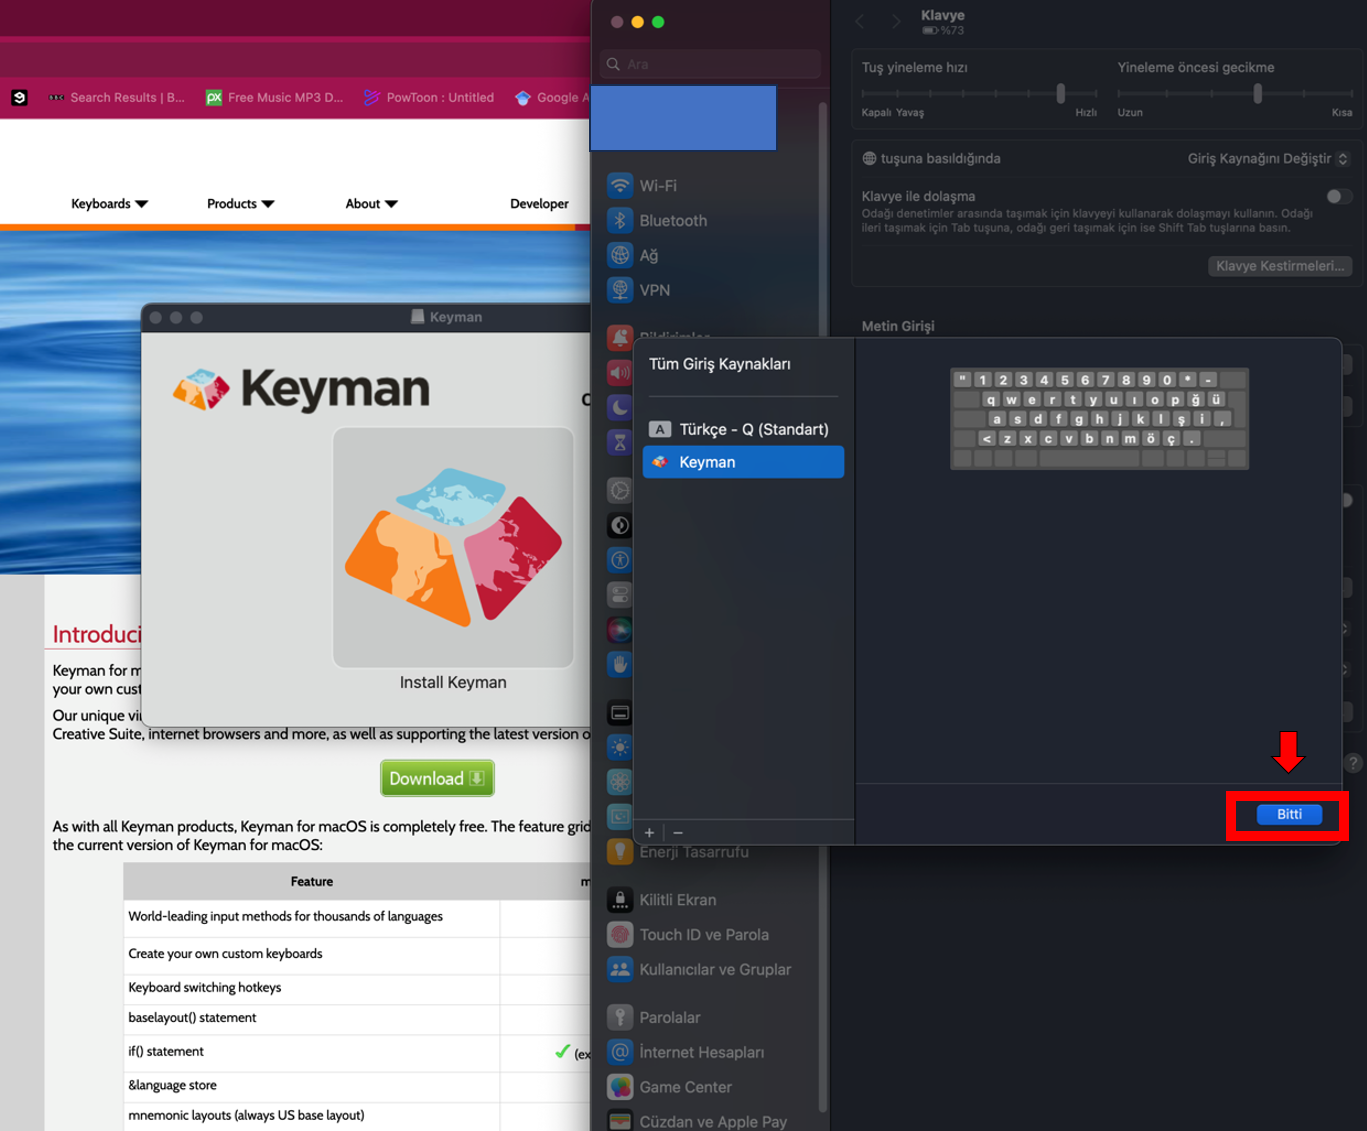 Search Results | B...
Free Music MP3 D...
PowToon : Untitled
Google A
Keyboards
Products
About
Developer
Keyman
Keyman
Install Keyman
Keyman for m
your own cust
Our unique vi
Creative Suite, internet browsers and more, as well as supporting the latest version o
Download
As with all Keyman products, Keyman for macOS is completely free. The feature grid
the current version of Keyman for macOS:
Feature
m
World-leading input methods for thousands of languages
Create your own custom keyboards
Keyboard switching hotkeys
baselayout() statement
if() statement
(ex
&language store
mnemonic layouts (always US base layout)
Introduci
Ara
Wi-Fi
Bluetooth
Ağ
VPN
Bildirimler
Enerji Tasarrufu
Kilitli Ekran
Touch ID ve Parola
Kullanıcılar ve Gruplar
Parolalar
İnternet Hesapları
Game Center
Cüzdan ve Apple Pay
Klavye
%73
Tuş yineleme hızı
Yineleme öncesi gecikme
Kapalı Yavaş
Hızlı
Uzun
Kısa
tuşuna basıldığında
Giriş Kaynağını Değiştir
Klavye ile dolaşma
Odağı denetimler arasında taşımak için klavyeyi kullanarak dolaşmayı kullanın. Odağı
ileri taşımak için Tab tuşuna, odağı geri taşımak için ise Shift Tab tuşlarına basın.
Klavye Kestirmeleri...
Metin Girişi
Tüm Giriş Kaynakları
A Türkçe - Q (Standart)
Keyman
" 1 2 3 4 5 6 7 8 9 0 * -
q w e r t y u ı o p ğ ü
a s d f g h j k l ş i ,
< z x c v b n m ö ç .
+ −
?
Bitti